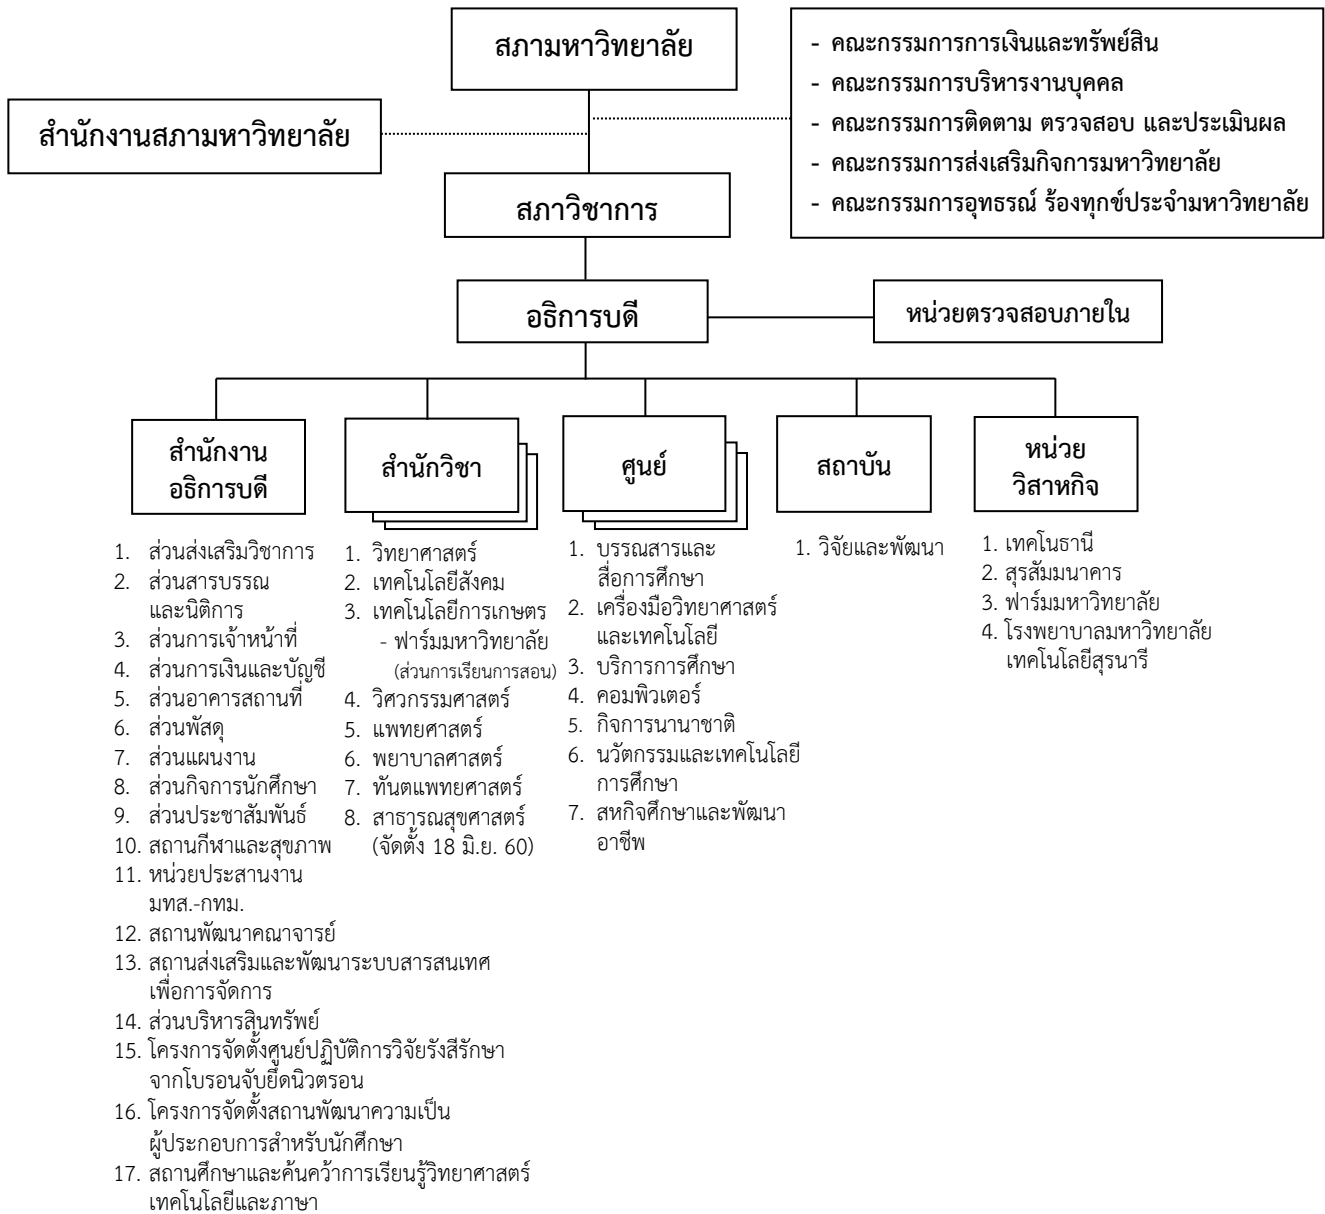 สภามหาวิทยาลัย
- คณะกรรมการการเงินและทรัพย์สิน
- คณะกรรมการบริหารงานบุคคล
- คณะกรรมการติดตาม ตรวจสอบ และประเมินผล
- คณะกรรมการส่งเสริมกิจการมหาวิทยาลัย
- คณะกรรมการอุทธรณ์ ร้องทุกข์ประจำมหาวิทยาลัย
สำนักงานสภามหาวิทยาลัย
สภาวิชาการ
อธิการบดี
หน่วยตรวจสอบภายใน
สำนักงาน
อธิการบดี
1. ส่วนส่งเสริมวิชาการ
2. ส่วนสารบรรณ
และนิติการ
3. ส่วนการเจ้าหน้าที่
4. ส่วนการเงินและบัญชี
5. ส่วนอาคารสถานที่
6. ส่วนพัสดุ
7. ส่วนแผนงาน
8. ส่วนกิจการนักศึกษา
9. ส่วนประชาสัมพันธ์
10. สถานกีฬาและสุขภาพ
11. หน่วยประสานงาน
มทส.-กทม.
12. สถานพัฒนาคณาจารย์
13. สถานส่งเสริมและพัฒนาระบบสารสนเทศ
เพื่อการจัดการ
14. ส่วนบริหารสินทรัพย์
15. โครงการจัดตั้งศูนย์ปฏิบัติการวิจัยรังสีรักษา
จากโบรอนจับยึดนิวตรอน
16. โครงการจัดตั้งสถานพัฒนาความเป็น
ผู้ประกอบการสำหรับนักศึกษา
17. สถานศึกษาและค้นคว้าการเรียนรู้วิทยาศาสตร์
เทคโนโลยีและภาษา
สำนักวิชา
1. วิทยาศาสตร์
2. เทคโนโลยีสังคม
3. เทคโนโลยีการเกษตร
- ฟาร์มมหาวิทยาลัย
(ส่วนการเรียนการสอน)
4. วิศวกรรมศาสตร์
5. แพทยศาสตร์
6. พยาบาลศาสตร์
7. ทันตแพทยศาสตร์
8. สาธารณสุขศาสตร์
(จัดตั้ง 18 มิ.ย. 60)
ศูนย์
1. บรรณสารและ
สื่อการศึกษา
2. เครื่องมือวิทยาศาสตร์
และเทคโนโลยี
3. บริการการศึกษา
4. คอมพิวเตอร์
5. กิจการนานาชาติ
6. นวัตกรรมและเทคโนโลยี
การศึกษา
7. สหกิจศึกษาและพัฒนา
อาชีพ
สถาบัน
1. วิจัยและพัฒนา
หน่วย
วิสาหกิจ
1. เทคโนธานี
2. สุรสัมมนาคาร
3. ฟาร์มมหาวิทยาลัย
4. โรงพยาบาลมหาวิทยาลัย
เทคโนโลยีสุรนารี